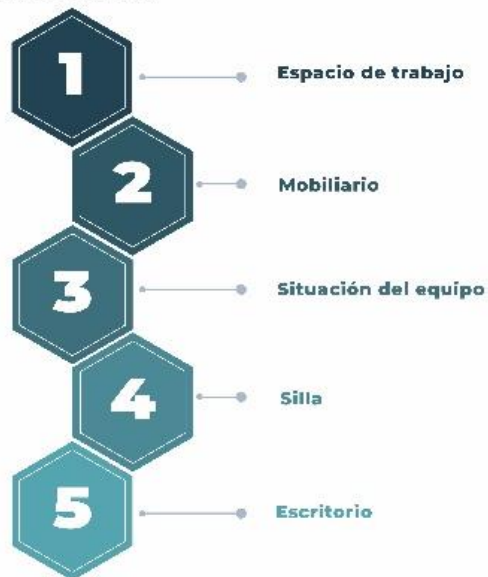 1
Espacio de trabajo
2
Mobiliario
3
Situación del equipo
4
Silla
5
Escritorio